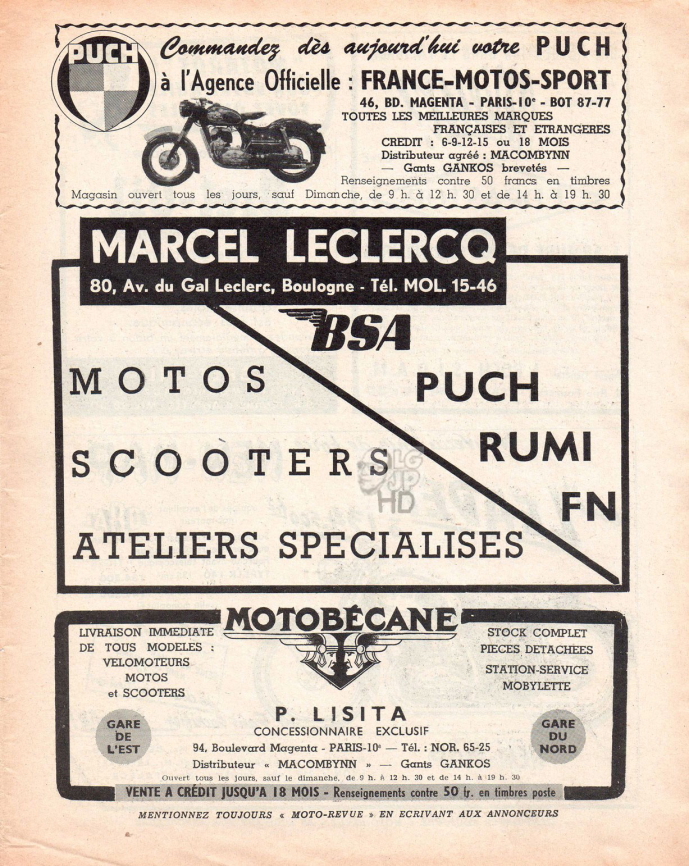 PUCH
Commandez dès aujourd'hui votre PUCH
à l'Agence Officielle : FRANCE-MOTOS-SPORT
46, BD. MAGENTA - PARIS-10e - BOT 87-77
TOUTES LES MEILLEURES MARQUES
FRANÇAISES ET ETRANGERES
CREDIT : 6-9-12-15 ou 18 MOIS
Distributeur agréé : MACOMBYNN
— Gants GANKOS brevetés —
Renseignements contre 50 francs en timbres
Magasin ouvert tous les jours, sauf Dimanche, de 9 h. à 12 h. 30 et de 14 h. à 19 h. 30
MARCEL LECLERCQ
80, Av. du Gal Leclerc, Boulogne - Tél. MOL. 15-46
BSA
MOTOS
PUCH
RUMI
SCOOTERS
LG
JP
HD
FN
ATELIERS SPECIALISES
MOTOBÉCANE
LIVRAISON IMMEDIATE
DE TOUS MODELES :
VELOMOTEURS
MOTOS
et SCOOTERS
STOCK COMPLET
PIECES DETACHEES
STATION-SERVICE
MOBYLETTE
P. LISITA
CONCESSIONNAIRE EXCLUSIF
GARE
DE
L'EST
GARE
DU
NORD
94, Boulevard Magenta - PARIS-10e — Tél. : NOR. 65-25
Distributeur « MACOMBYNN » — Gants GANKOS
Ouvert tous les jours, sauf le dimanche, de 9 h. à 12 h. 30 et de 14 h. à 19 h. 30
VENTE A CRÉDIT JUSQU'A 18 MOIS - Renseignements contre 50 fr. en timbres poste
MENTIONNEZ TOUJOURS « MOTO-REVUE » EN ECRIVANT AUX ANNONCEURS